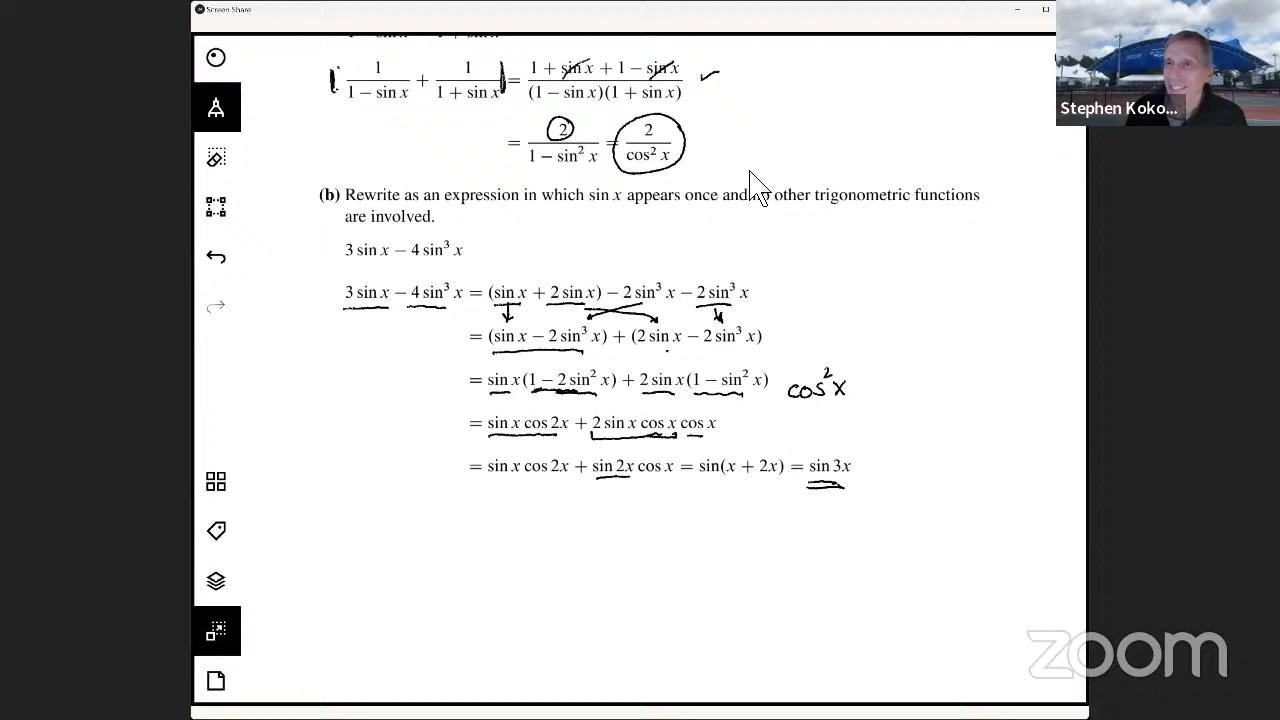 Screen Share
Stephen Koko...
1/(1 − sin x) + 1/(1 + sin x) = (1 + sin x + 1 − sin x)/((1 − sin x)(1 + sin x)) ✓
= 2/(1 − sin² x) = 2/(cos² x)
(b) Rewrite as an expression in which sin x appears once and no other trigonometric functions
are involved.
3 sin x − 4 sin³ x
3 sin x − 4 sin³ x = (sin x + 2 sin x) − 2 sin³ x − 2 sin³ x
= (sin x − 2 sin³ x) + (2 sin x − 2 sin³ x)
= sin x(1 − 2 sin² x) + 2 sin x(1 − sin² x) cos² x
= sin x cos 2x + 2 sin x cos x cos x
= sin x cos 2x + sin 2x cos x = sin(x + 2x) = sin 3x
zoom